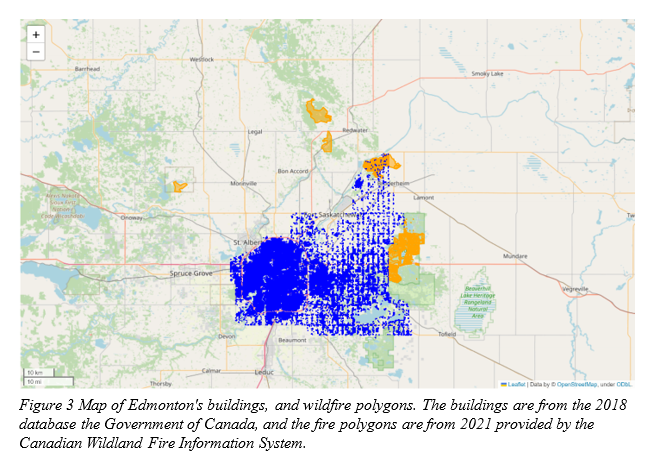 +
−
Westlock
Barrhead
Smoky Lake
Legal
Redwater
Bon Accord
Morinville
Lamont
Onoway
St. Albert
Mundare
Spruce Grove
Vegreville
Beaverhill
Lake Heritage
Rangeland
Natural
Area
Devon
Beaumont
Tofield
Calmar
Leduc
Thorsby
10 km
10 mi
Leaflet | Data by © OpenStreetMap, under ODbL.
Figure 3 Map of Edmonton's buildings, and wildfire polygons. The buildings are from the 2018
database the Government of Canada, and the fire polygons are from 2021 provided by the
Canadian Wildland Fire Information System.